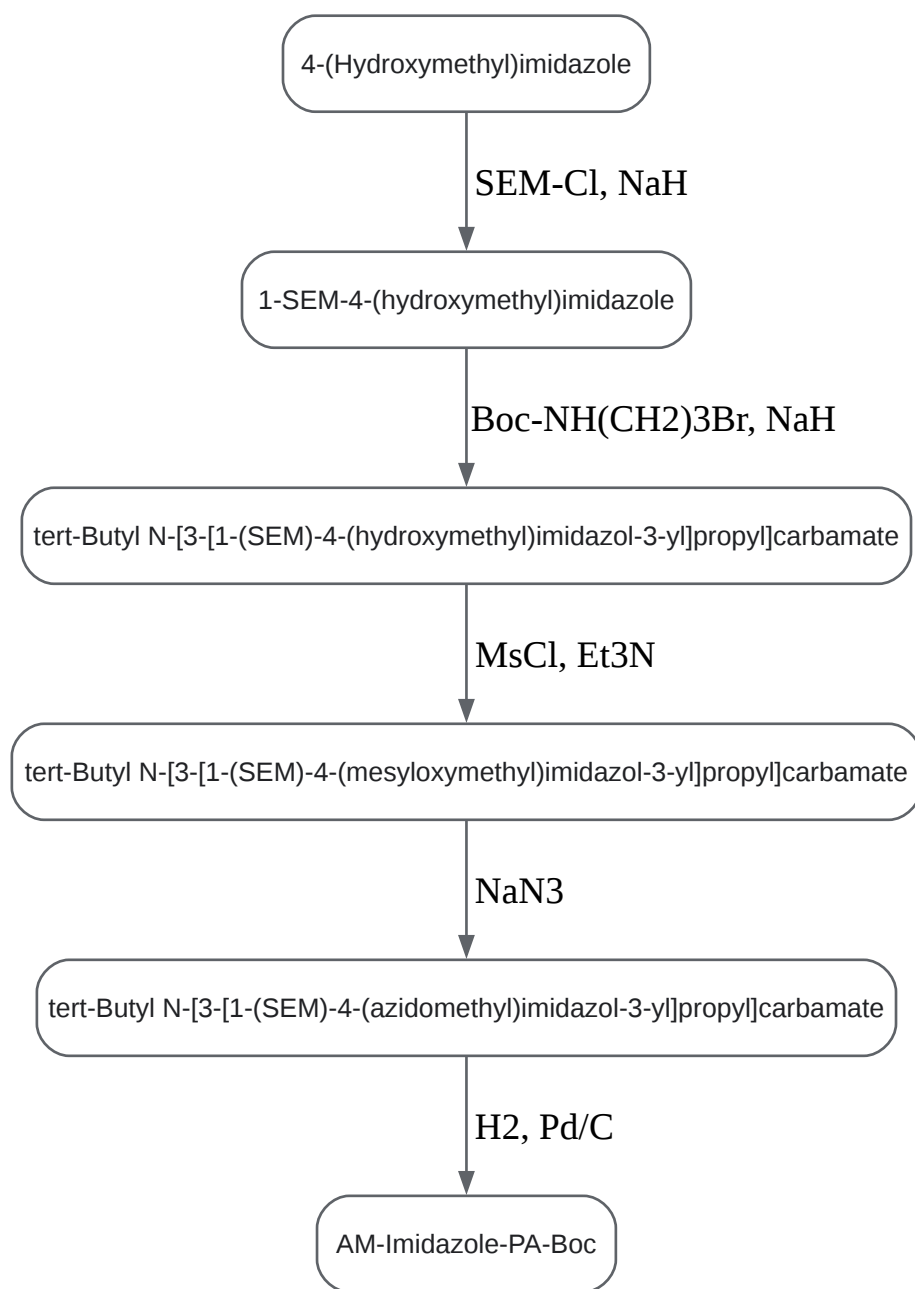 4-(Hydroxymethyl)imidazole
SEM-Cl, NaH
1-SEM-4-(hydroxymethyl)imidazole
Boc-NH(CH2)3Br, NaH
tert-Butyl N-[3-[1-(SEM)-4-(hydroxymethyl)imidazol-3-yl]propyl]carbamate
MsCl, Et3N
tert-Butyl N-[3-[1-(SEM)-4-(mesyloxymethyl)imidazol-3-yl]propyl]carbamate
NaN3
tert-Butyl N-[3-[1-(SEM)-4-(azidomethyl)imidazol-3-yl]propyl]carbamate
H2, Pd/C
AM-Imidazole-PA-Boc